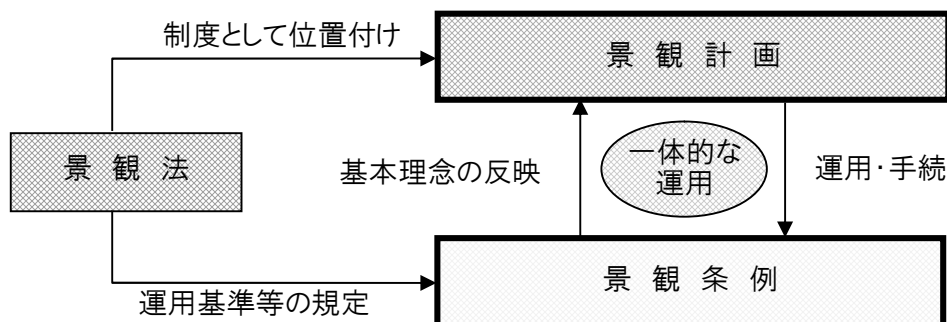 制度として位置付け
景観計画
景観法
基本理念の反映
一体的な
運用
運用・手続
景観条例
運用基準等の規定